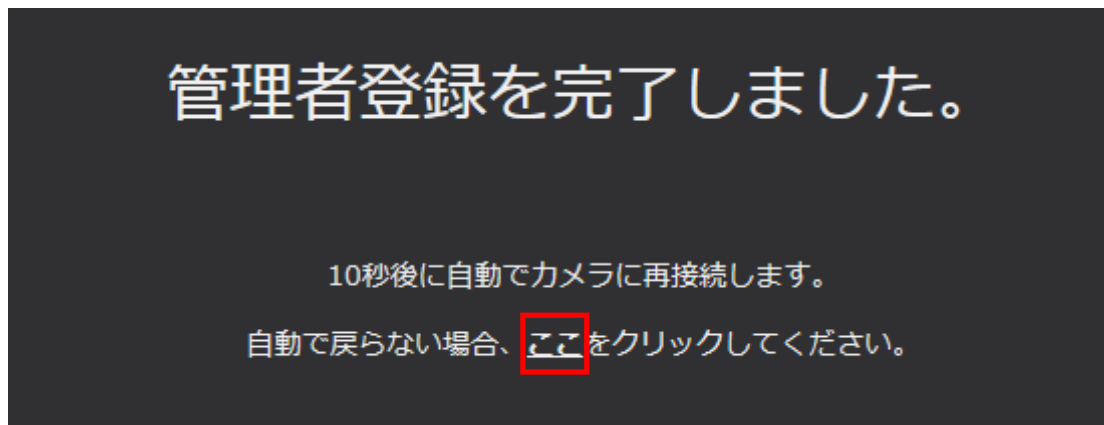 管理者登録を完了しました。
10秒後に自動でカメラに再接続します。
自動で戻らない場合、ここをクリックしてください。